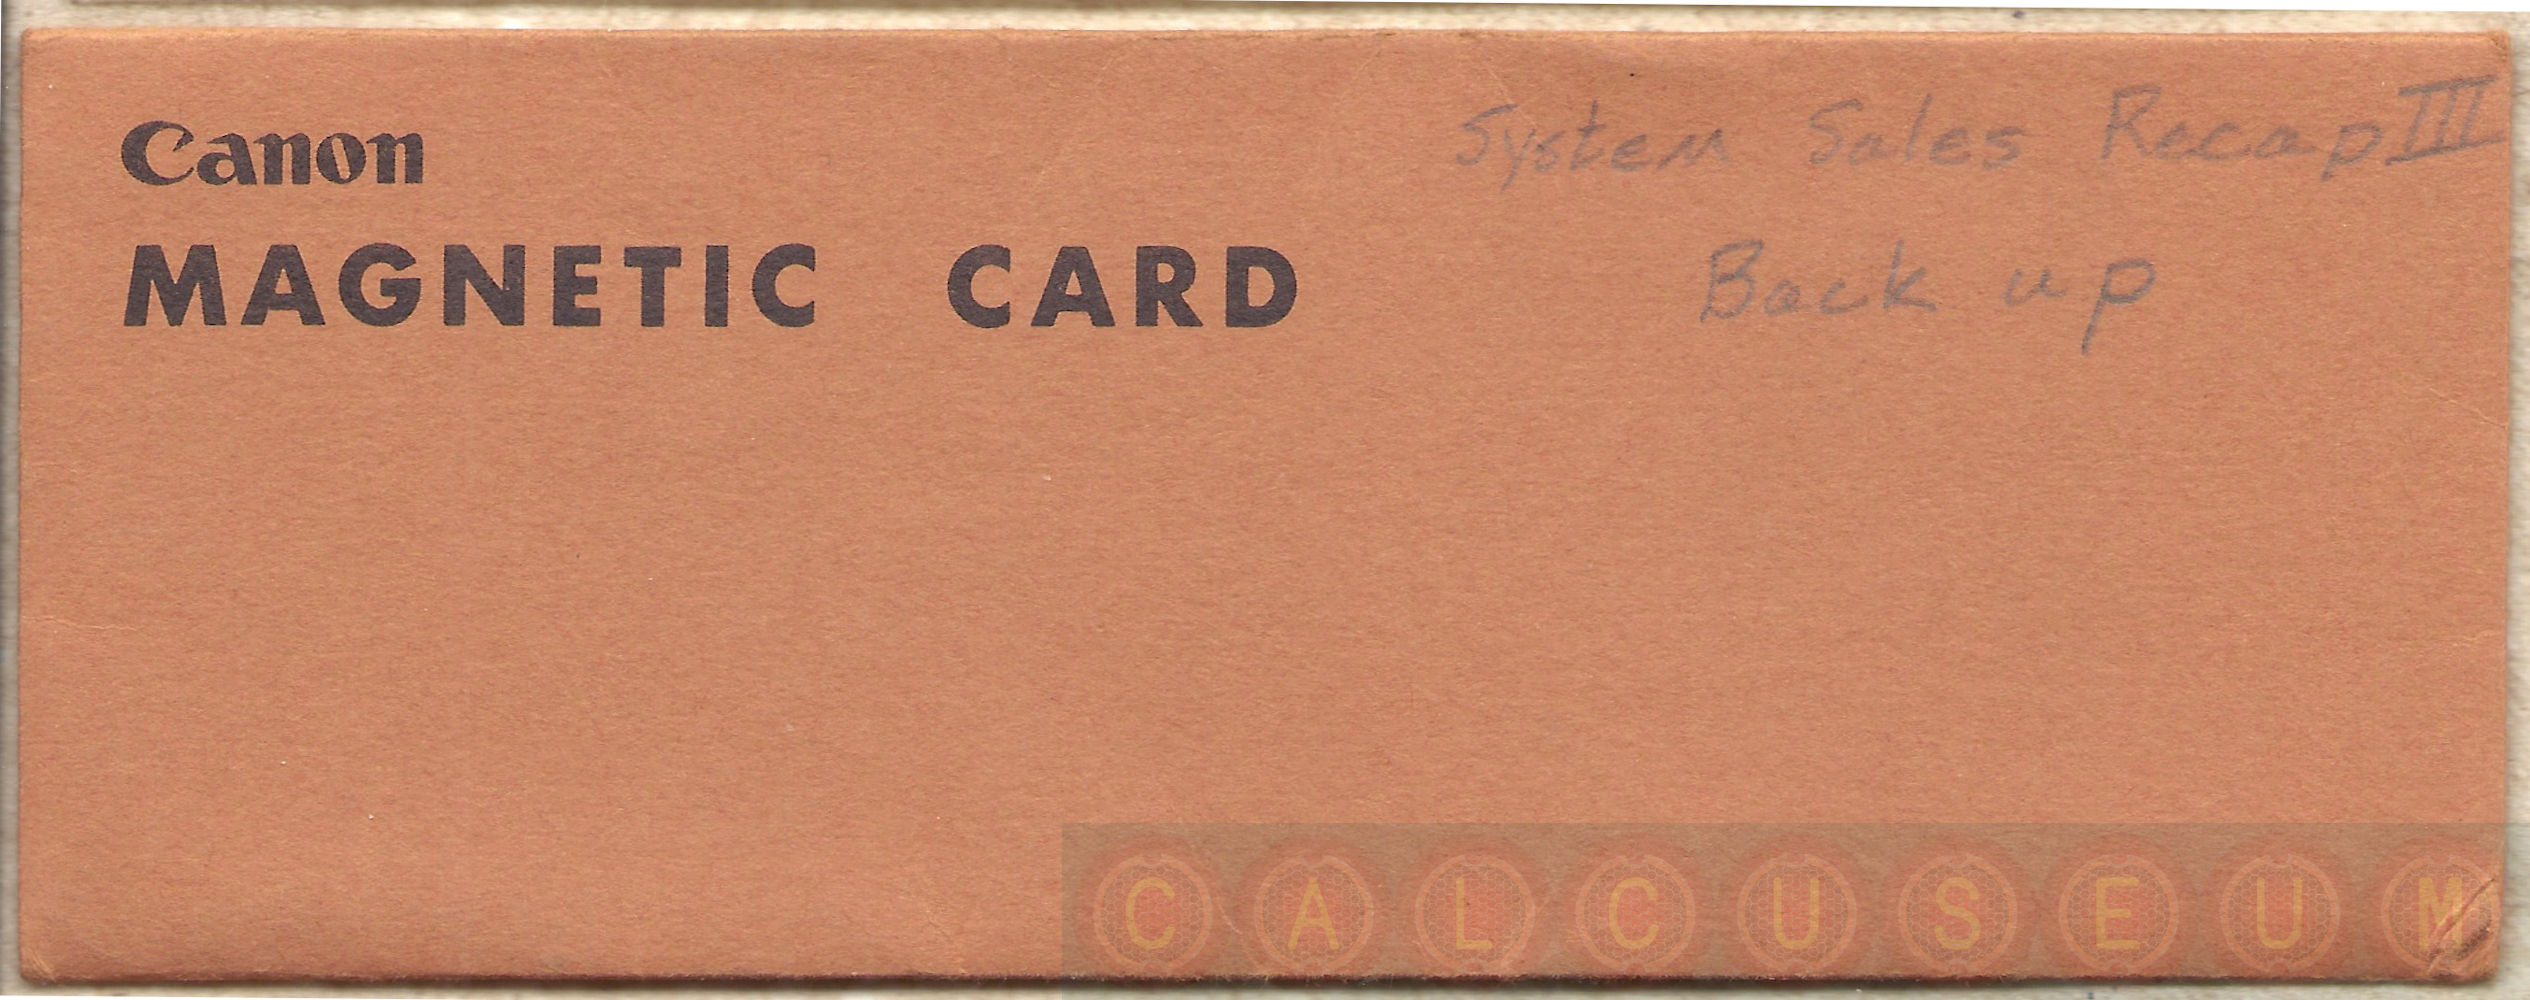 Canon
MAGNETIC CARD
System Sales Recap III
Back up
CALCUSEUM